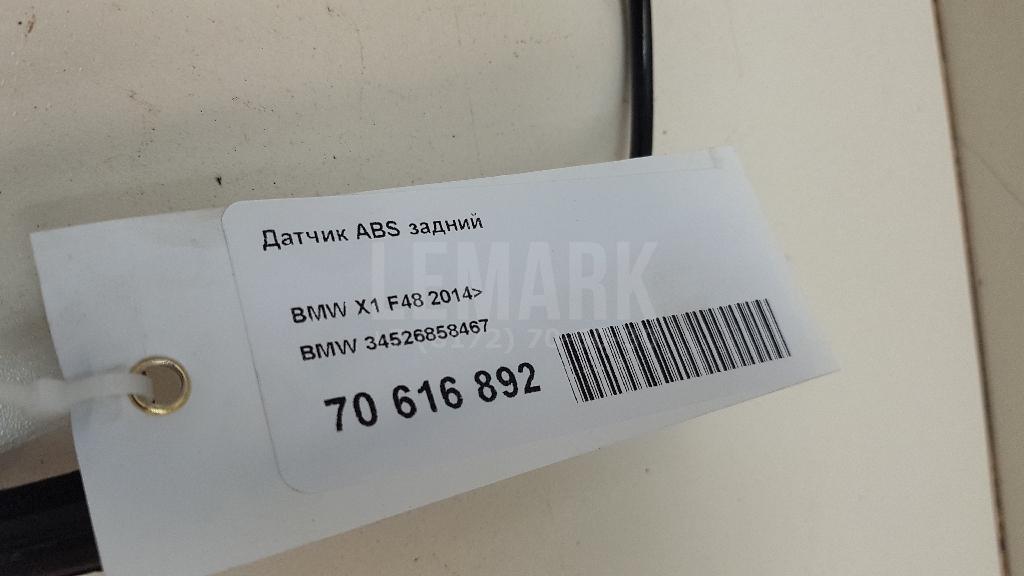 Датчик ABS задний
LEMARK
BMW X1 F48 2014>
BMW 34526858467
70 616 892